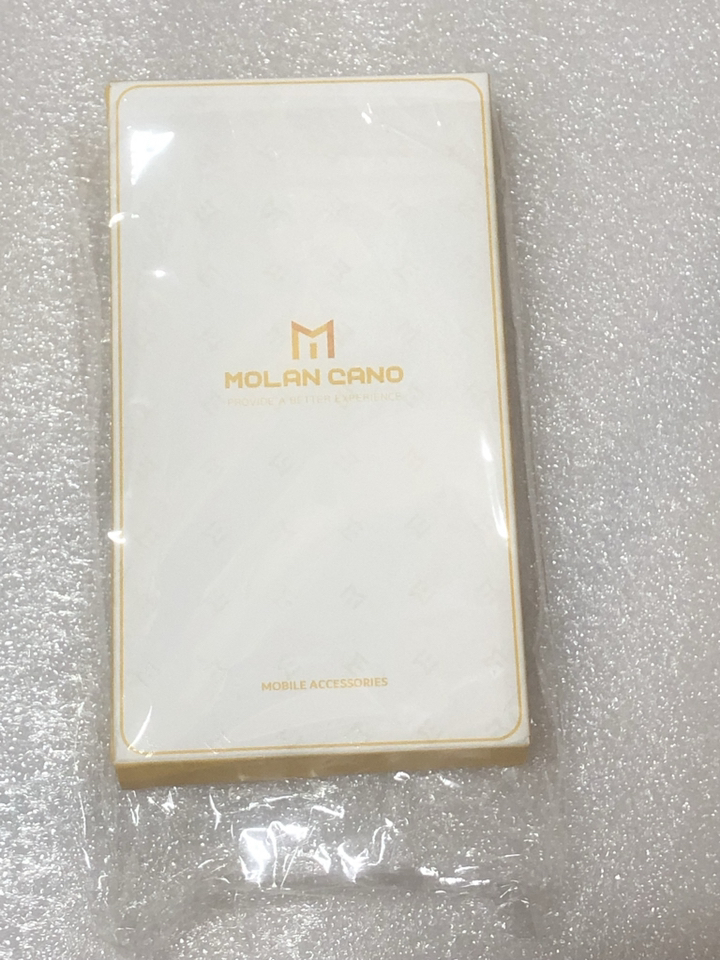 MOLAN CANO
PROVIDE A BETTER EXPERIENCE
MOBILE ACCESSORIES